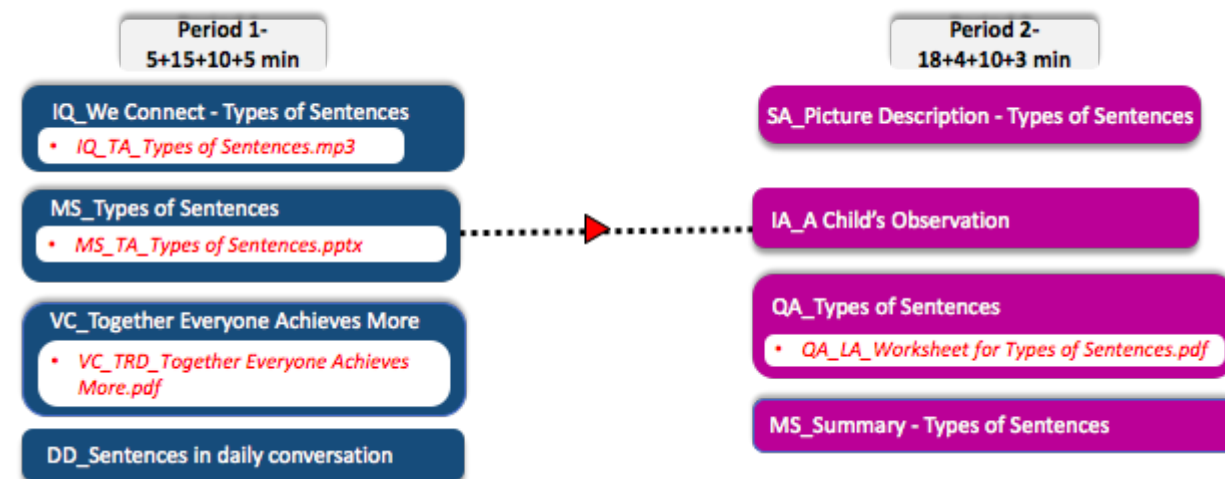 Period 1-
5+15+10+5 min
IQ_We Connect - Types of Sentences
• IQ_TA_Types of Sentences.mp3
MS_Types of Sentences
• MS_TA_Types of Sentences.pptx
VC_Together Everyone Achieves More
• VC_TRD_Together Everyone Achieves
More.pdf
DD_Sentences in daily conversation
Period 2-
18+4+10+3 min
SA_Picture Description - Types of Sentences
IA_A Child's Observation
QA_Types of Sentences
• QA_LA_Worksheet for Types of Sentences.pdf
MS_Summary - Types of Sentences